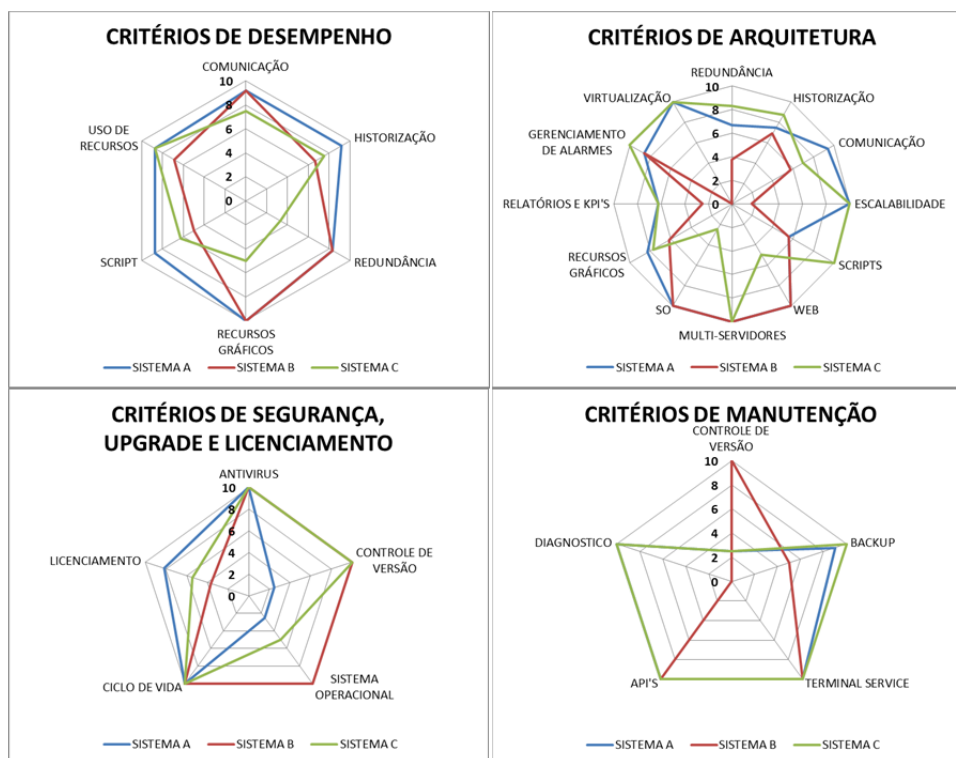 CRITÉRIOS DE DESEMPENHO
COMUNICAÇÃO
HISTORIZAÇÃO
REDUNDÂNCIA
RECURSOS
GRÁFICOS
SCRIPT
USO DE
RECURSOS
10
8
6
4
2
0
SISTEMA A SISTEMA B SISTEMA C
CRITÉRIOS DE ARQUITETURA
REDUNDÂNCIA
HISTORIZAÇÃO
COMUNICAÇÃO
ESCALABILIDADE
SCRIPTS
WEB
MULTI-SERVIDORES
SO
RECURSOS
GRÁFICOS
RELATÓRIOS E KPI'S
GERENCIAMENTO
DE ALARMES
VIRTUALIZAÇÃO
10
8
6
4
2
0
SISTEMA A SISTEMA B SISTEMA C
CRITÉRIOS DE SEGURANÇA,
UPGRADE E LICENCIAMENTO
ANTIVIRUS
CONTROLE DE
VERSÃO
SISTEMA
OPERACIONAL
CICLO DE VIDA
LICENCIAMENTO
10
8
6
4
2
0
SISTEMA A SISTEMA B SISTEMA C
CRITÉRIOS DE MANUTENÇÃO
CONTROLE DE
VERSÃO
BACKUP
TERMINAL SERVICE
API'S
DIAGNOSTICO
10
8
6
4
2
0
SISTEMA A SISTEMA B SISTEMA C